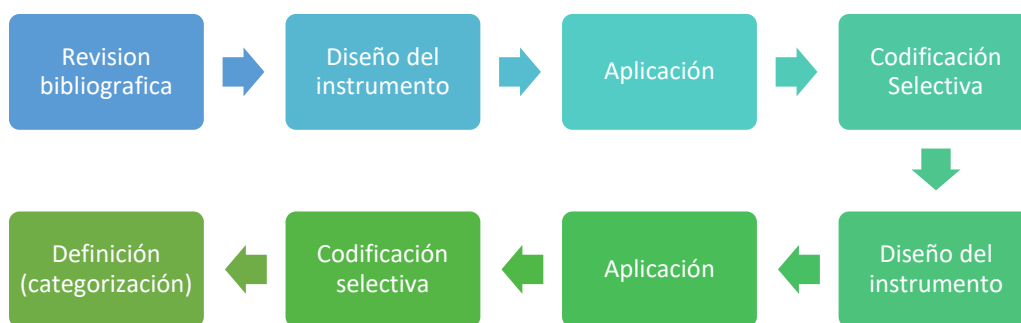 Revision
bibliografica
Diseño del
instrumento
Aplicación
Codificación
Selectiva
Diseño del
instrumento
Aplicación
Codificación
selectiva
Definición
(categorización)